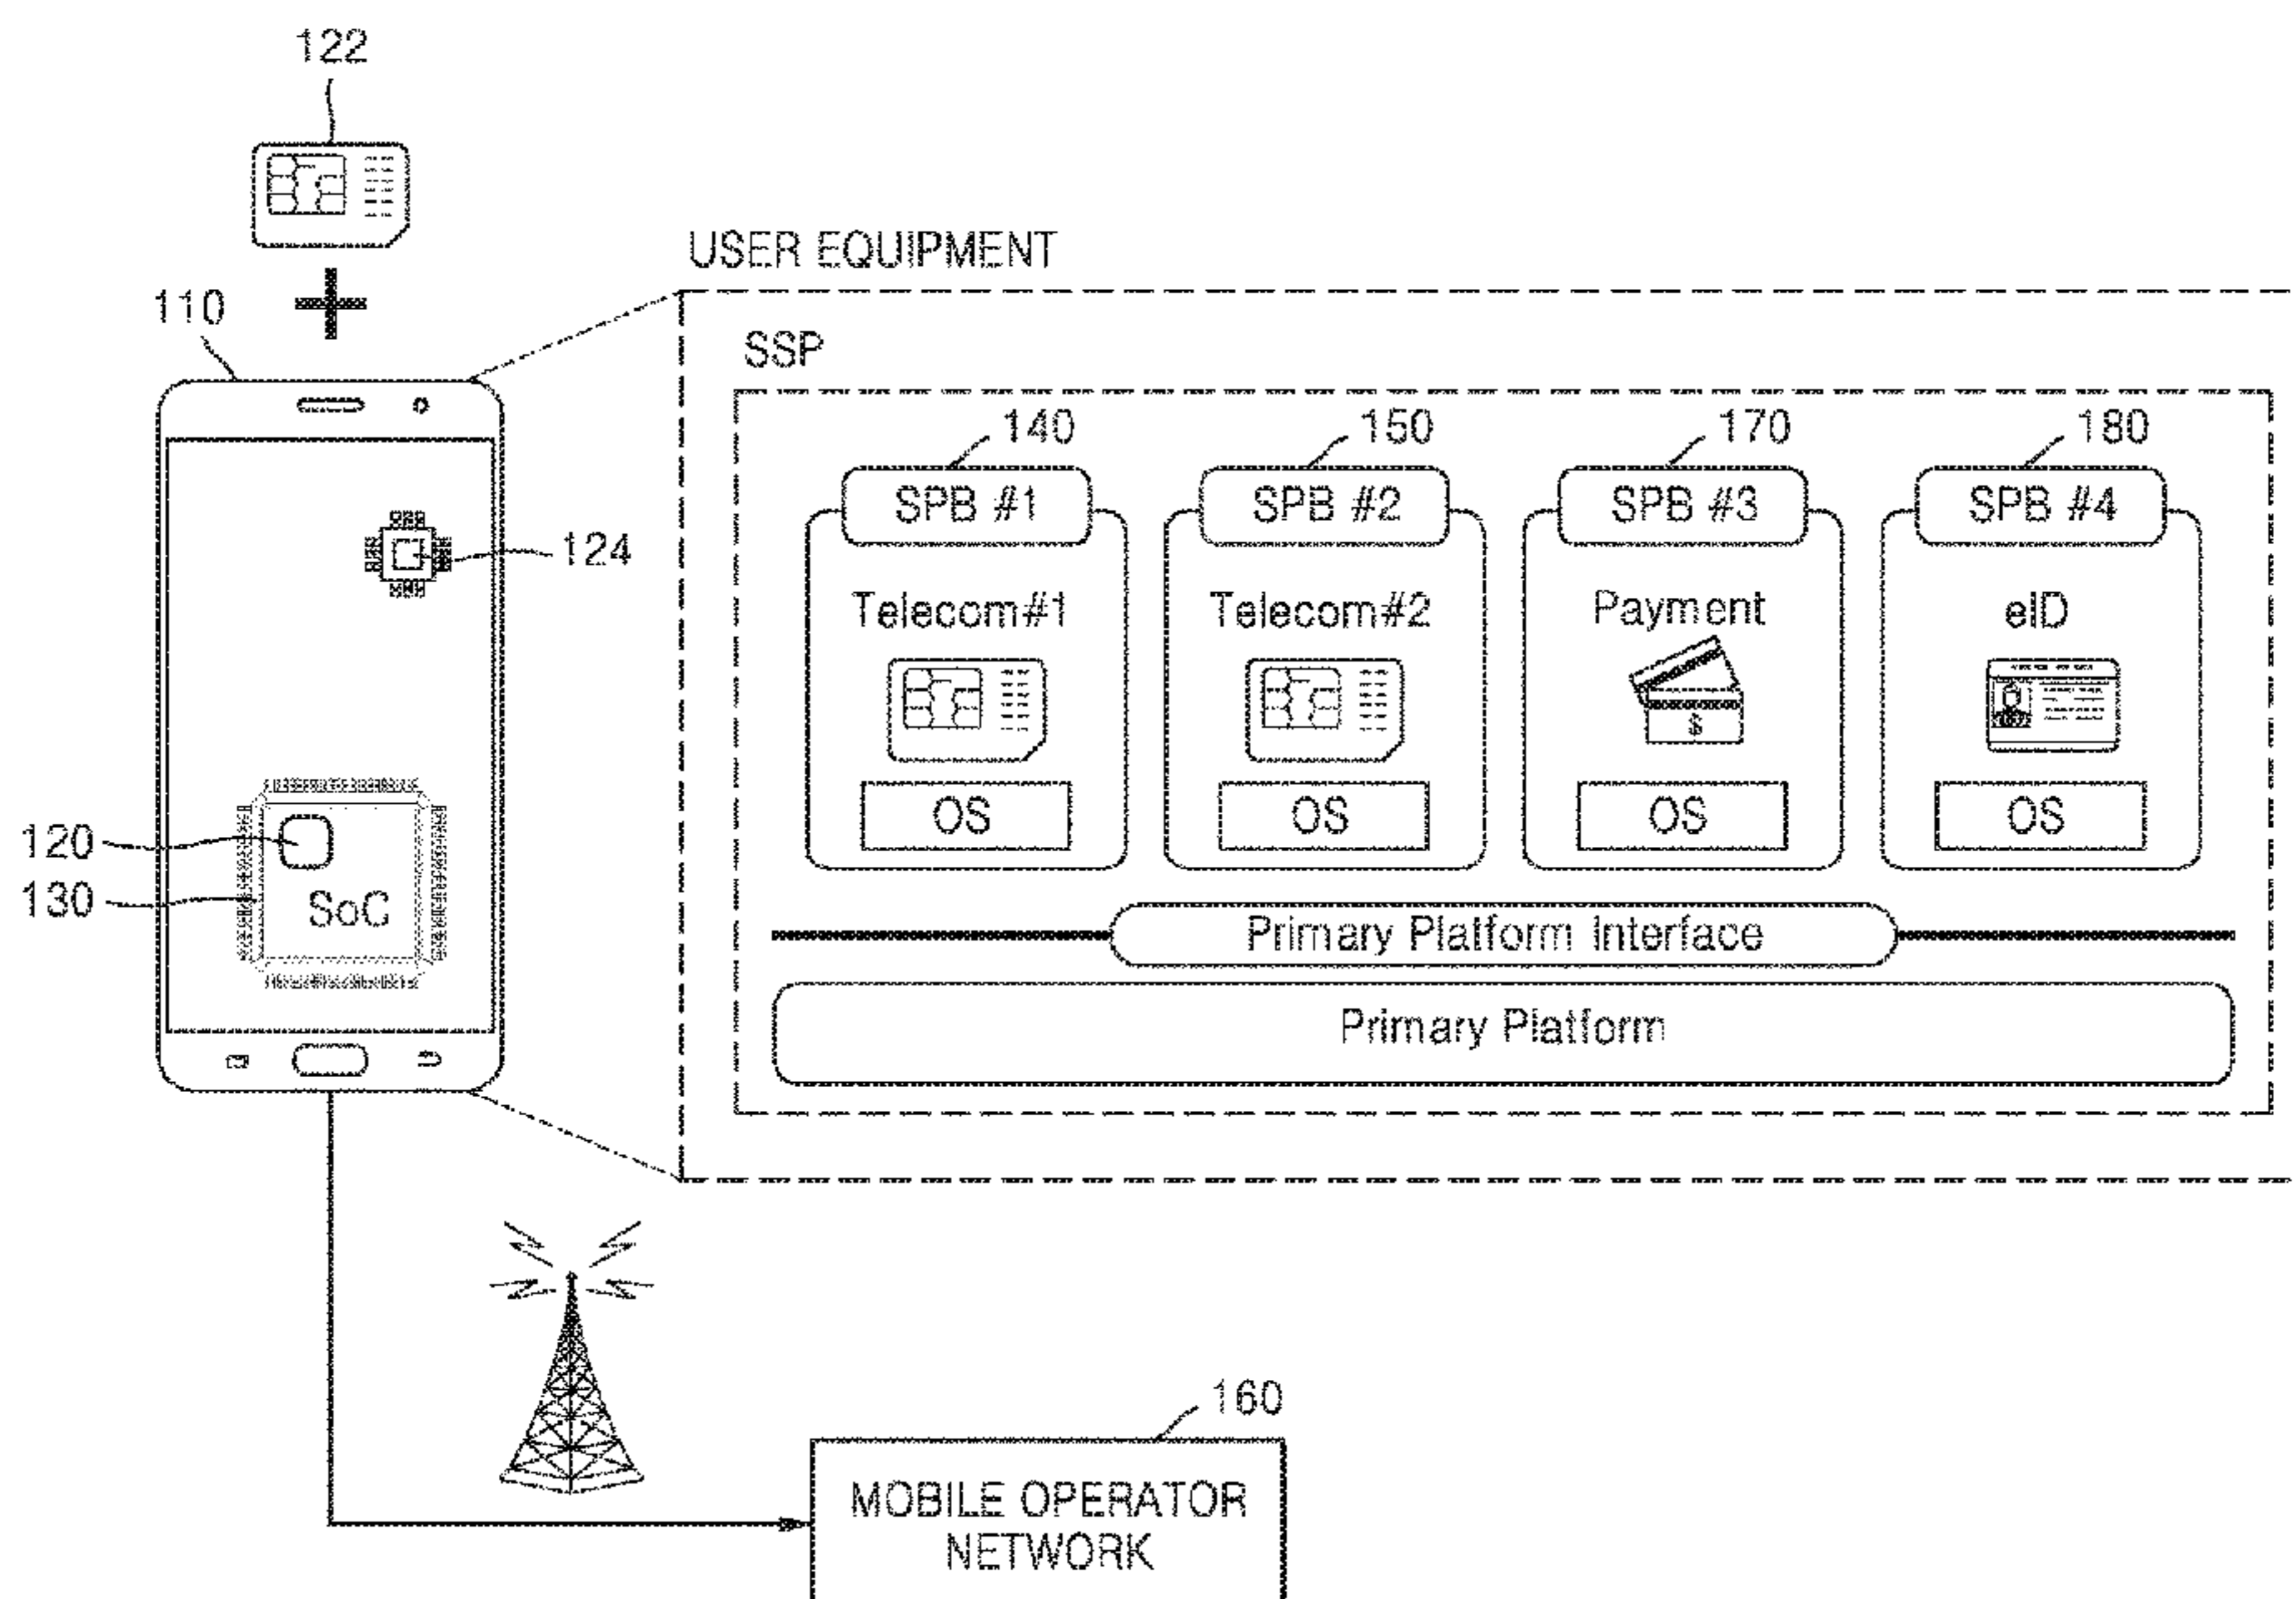 122
USER EQUIPMENT
110
SSP
140
150
170
180
SPB #1
SPB #2
SPB #3
SPB #4
124
Telecom#1
Telecom#2
Payment
eID
$
OS
OS
OS
OS
120
130
SoC
Primary Platform Interface
Primary Platform
160
MOBILE OPERATOR
NETWORK